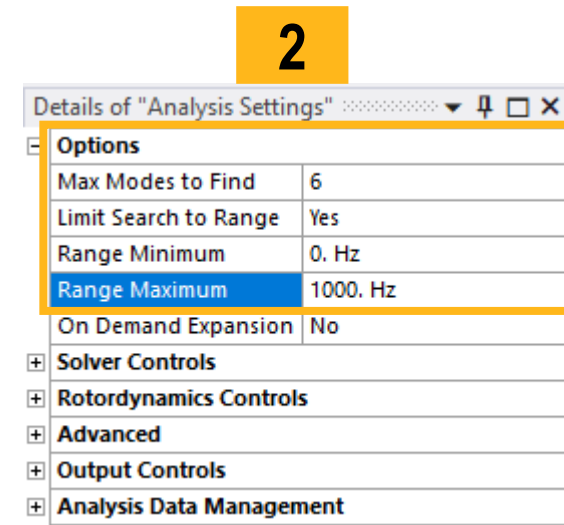 2
Details of "Analysis Settings"
Options
Max Modes to Find 6
Limit Search to Range Yes
Range Minimum 0. Hz
Range Maximum 1000. Hz
On Demand Expansion No
Solver Controls
Rotordynamics Controls
Advanced
Output Controls
Analysis Data Management